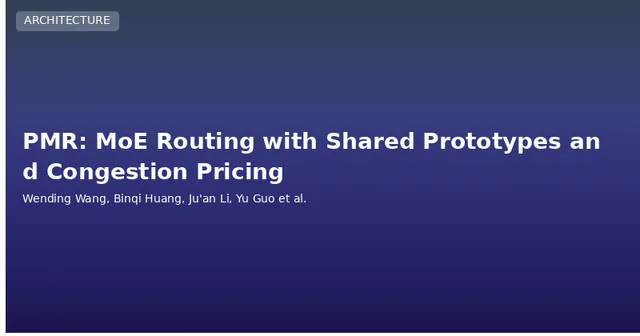 ARCHITECTURE
PMR: MoE Routing with Shared Prototypes an
d Congestion Pricing
Wending Wang, Binqi Huang, Ju'an Li, Yu Guo et al.